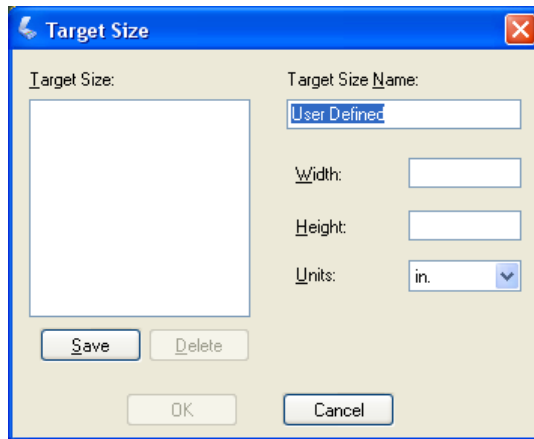 Target Size
Target Size:
Target Size Name:
User Defined
Width:
Height:
Units:
in.
Save
Delete
OK
Cancel